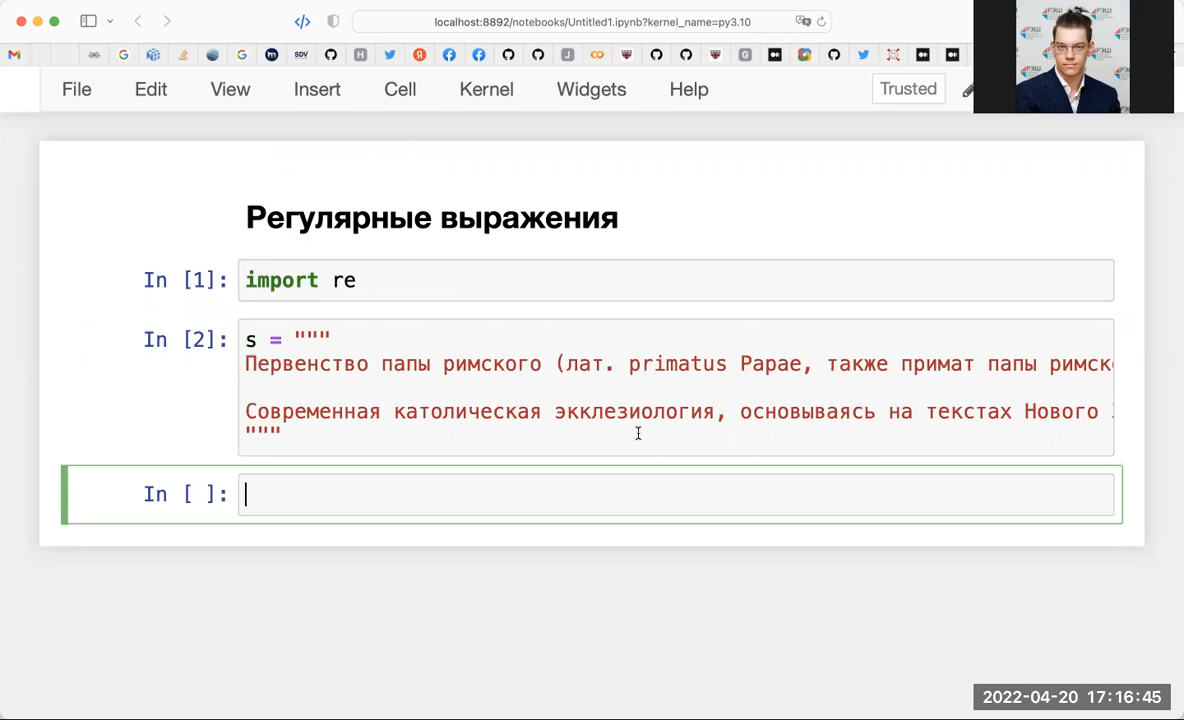 localhost:8892/notebooks/Untitled1.ipynb?kernel_name=py3.10
File Edit View Insert Cell Kernel Widgets Help Trusted
РЭШ
Регулярные выражения
In [1]: import re
In [2]: s = """
Первенство папы римского (лат. primatus Papae, также примат папы римск
Современная католическая экклезиология, основываясь на текстах Нового
"""
In [ ]:
2022-04-20 17:16:45